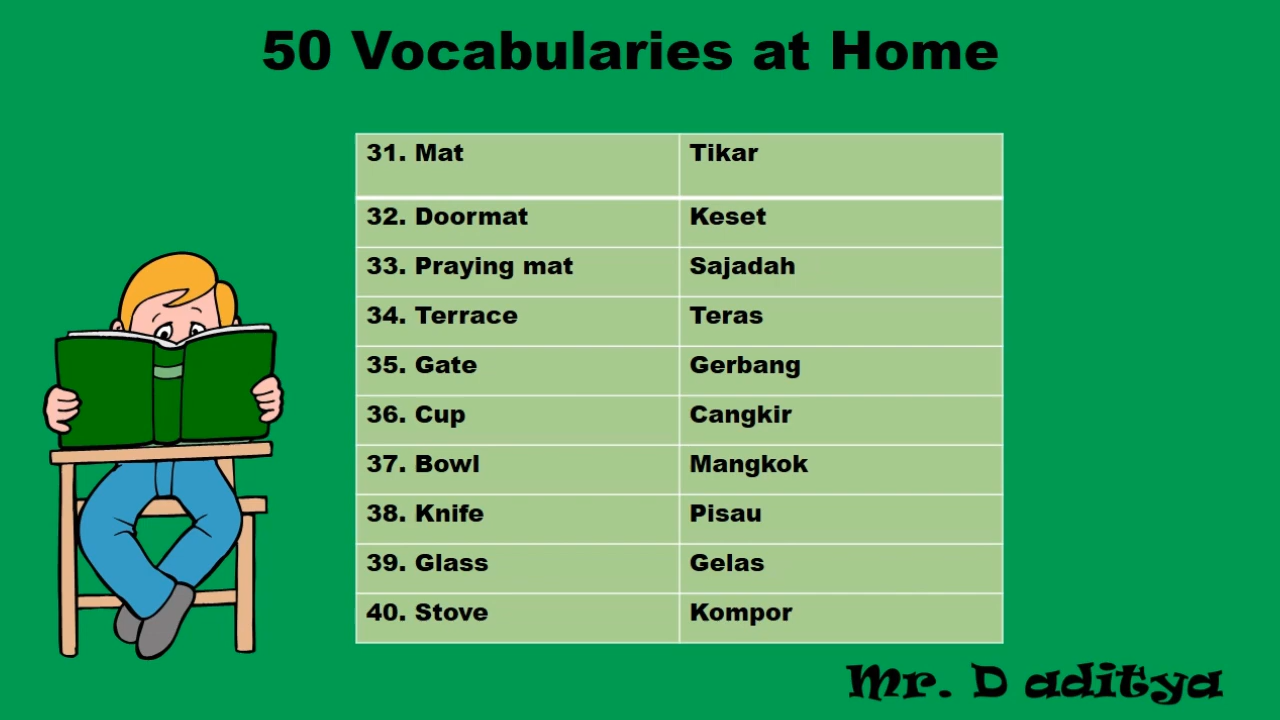 50 Vocabularies at Home
31. Mat Tikar
32. Doormat Keset
33. Praying mat Sajadah
34. Terrace Teras
35. Gate Gerbang
36. Cup Cangkir
37. Bowl Mangkok
38. Knife Pisau
39. Glass Gelas
40. Stove Kompor
Mr. D aditya